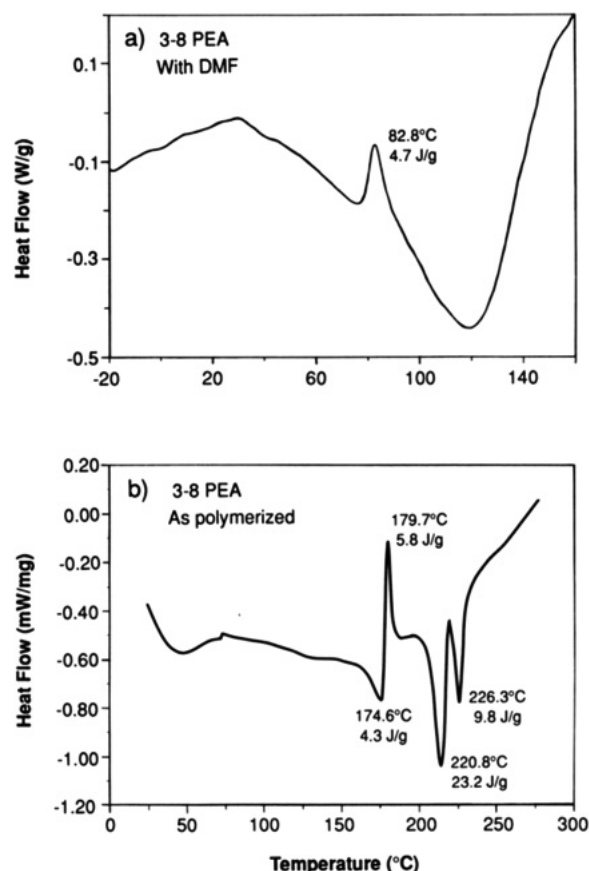 a) 3-8 PEA
With DMF
82.8°C
4.7 J/g
Heat Flow (W/g)
0.1
-0.1
-0.3
-0.5
-20 20 60 100 140
b) 3-8 PEA
As polymerized
179.7°C
5.8 J/g
174.6°C
4.3 J/g
226.3°C
9.8 J/g
220.8°C
23.2 J/g
Heat Flow (mW/mg)
0.20
0.00
-0.20
-0.40
-0.60
-0.80
-1.00
-1.20
0 50 100 150 200 250 300
Temperature (°C)